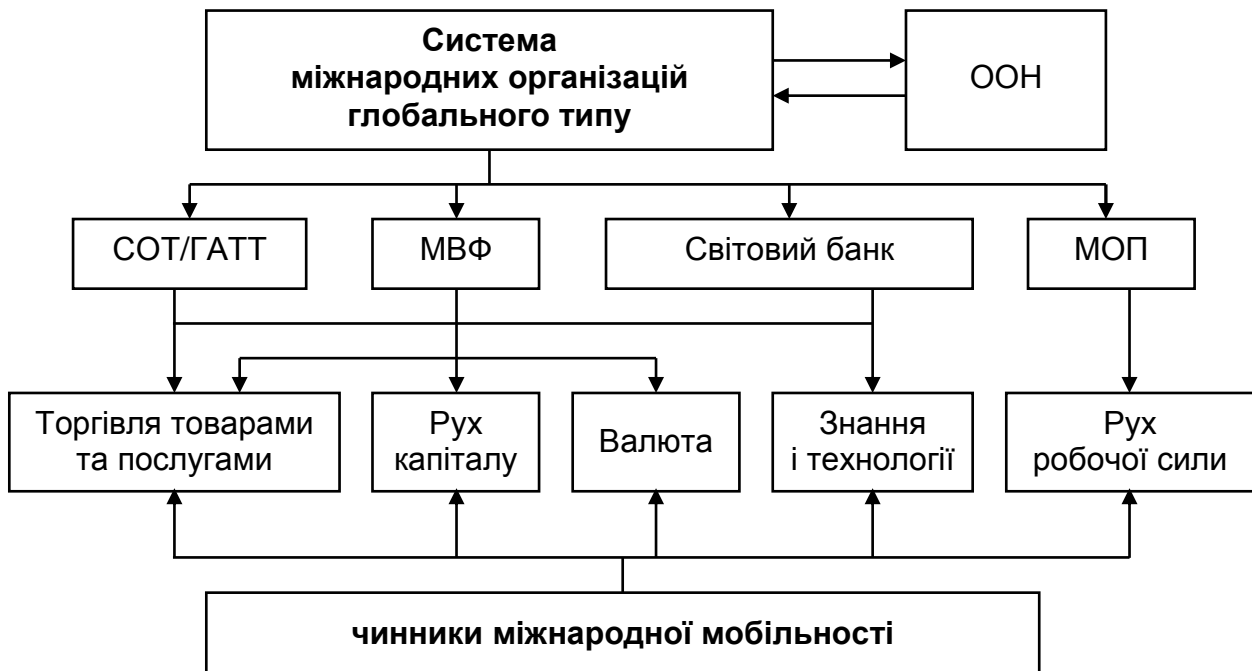 Система
міжнародних організацій
глобального типу
ООН
СОТ/ГАТТ
МВФ
Світовий банк
МОП
Торгівля товарами
та послугами
Рух
капіталу
Валюта
Знання
і технології
Рух
робочої сили
чинники міжнародної мобільності